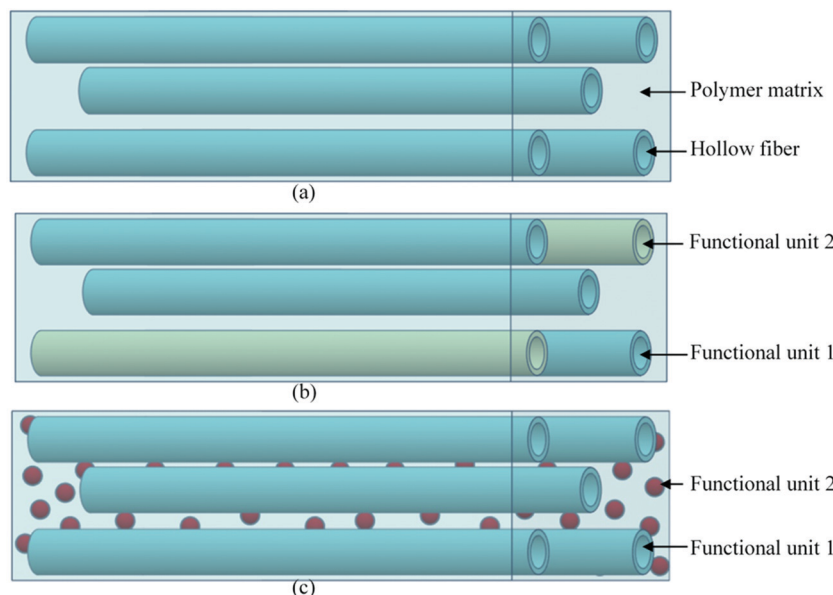 Polymer matrix
Hollow fiber
(a)
Functional unit 2
Functional unit 1
(b)
Functional unit 2
Functional unit 1
(c)